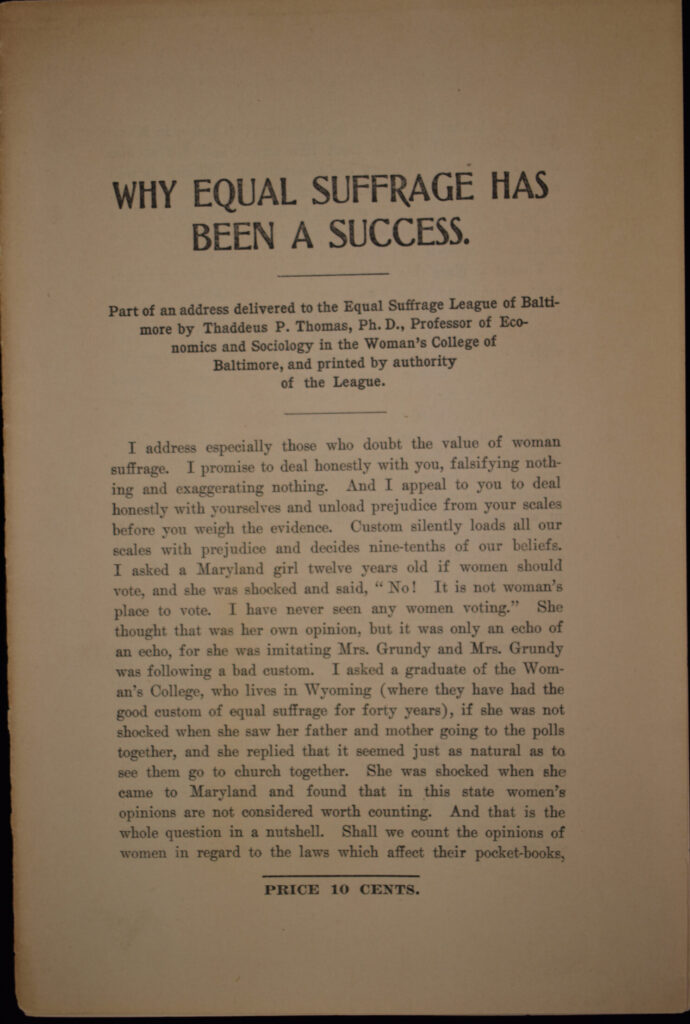 WHY EQUAL SUFFRAGE HAS
BEEN A SUCCESS.
Part of an address delivered to the Equal Suffrage League of Balti-
more by Thaddeus P. Thomas, Ph. D., Professor of Eco-
nomics and Sociology in the Woman's College of
Baltimore, and printed by authority
of the League.
I address especially those who doubt the value of woman
suffrage. I promise to deal honestly with you, falsifying noth-
ing and exaggerating nothing. And I appeal to you to deal
honestly with yourselves and unload prejudice from your scales
before you weigh the evidence. Custom silently loads all our
scales with prejudice and decides nine-tenths of our beliefs.
I asked a Maryland girl twelve years old if women should
vote, and she was shocked and said, "No! It is not woman's
place to vote. I have never seen any women voting." She
thought that was her own opinion, but it was only an echo of
an echo, for she was imitating Mrs. Grundy and Mrs. Grundy
was following a bad custom. I asked a graduate of the Wom-
an's College, who lives in Wyoming (where they have had the
good custom of equal suffrage for forty years), if she was not
shocked when she saw her father and mother going to the polls
together, and she replied that it seemed just as natural as to
see them go to church together. She was shocked when she
came to Maryland and found that in this state women's
opinions are not considered worth counting. And that is the
whole question in a nutshell. Shall we count the opinions of
women in regard to the laws which affect their pocket-books,
PRICE 10 CENTS.